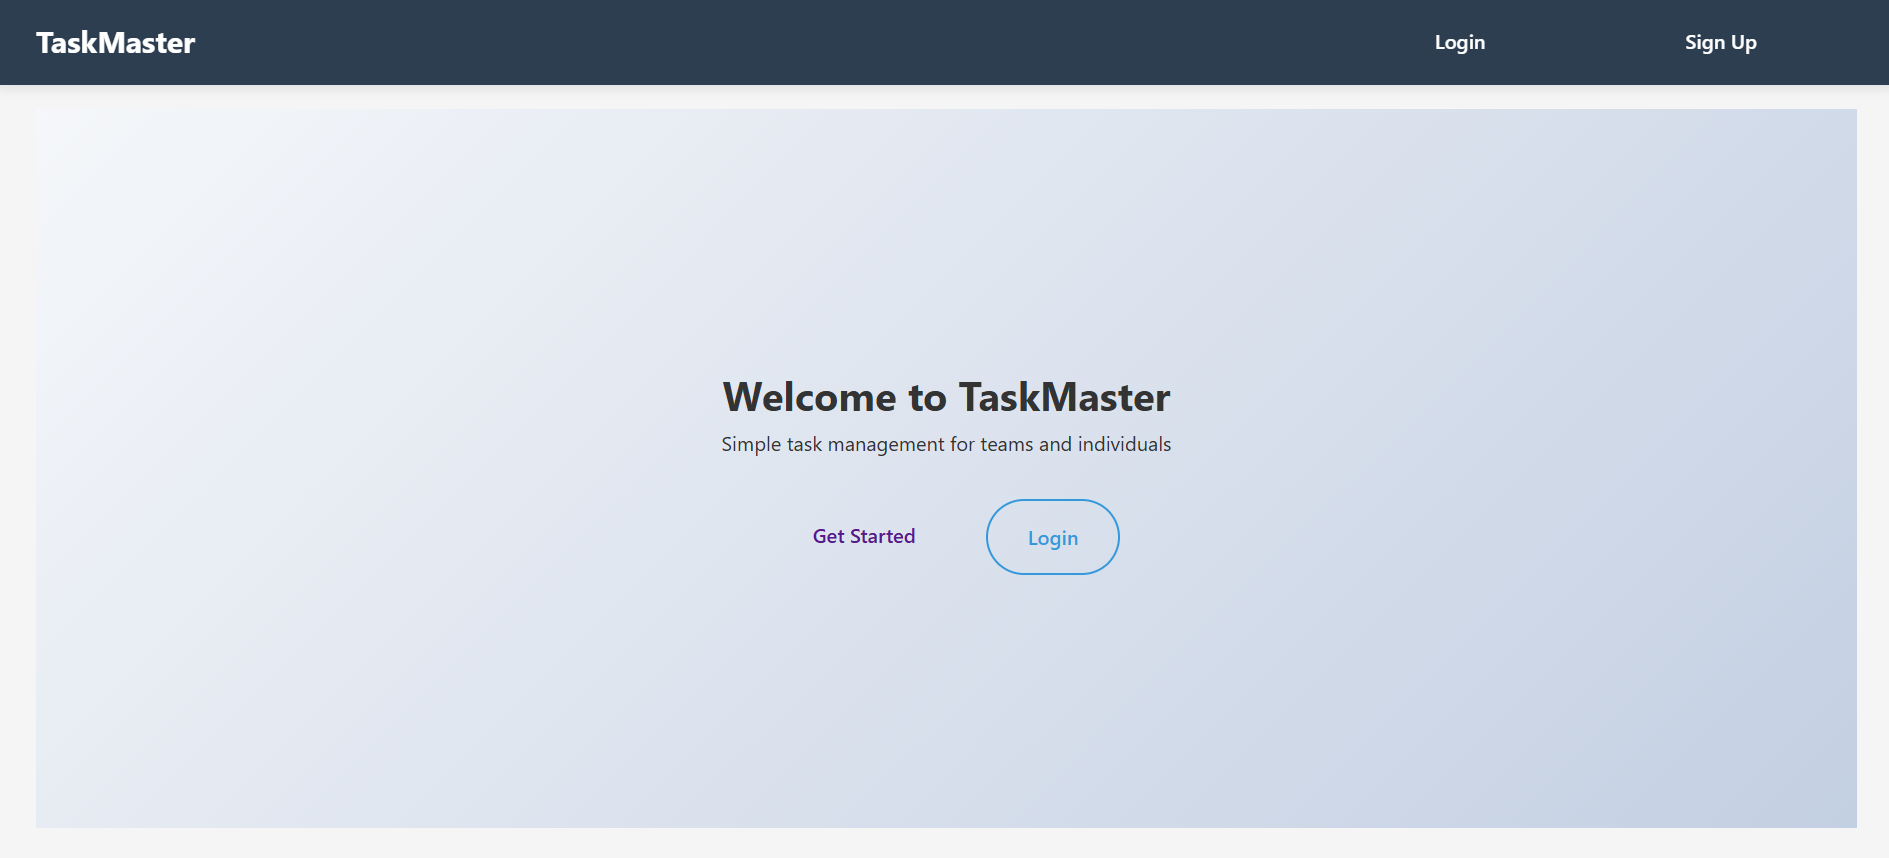 TaskMaster Login Sign Up
Welcome to TaskMaster
Simple task management for teams and individuals
Get Started Login